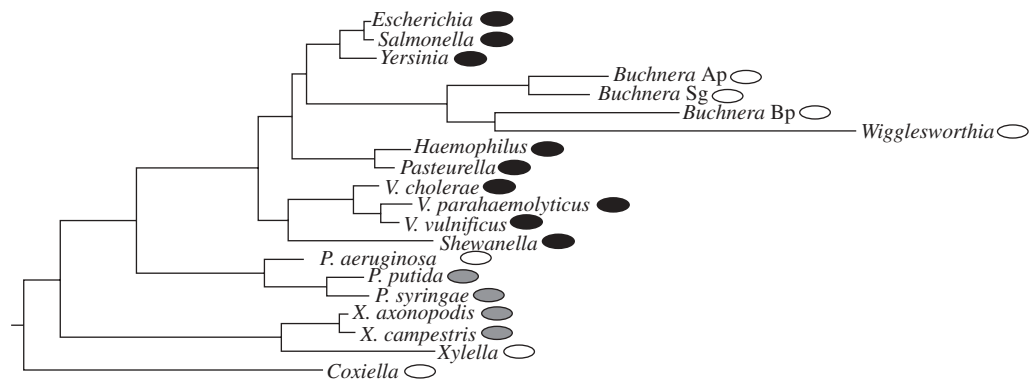 Escherichia
Salmonella
Yersinia
Buchnera Ap
Buchnera Sg
Buchnera Bp
Wigglesworthia
Haemophilus
Pasteurella
V. cholerae
V. parahaemolyticus
V. vulnificus
Shewanella
P. aeruginosa
P. putida
P. syringae
X. axonopodis
X. campestris
Xylella
Coxiella